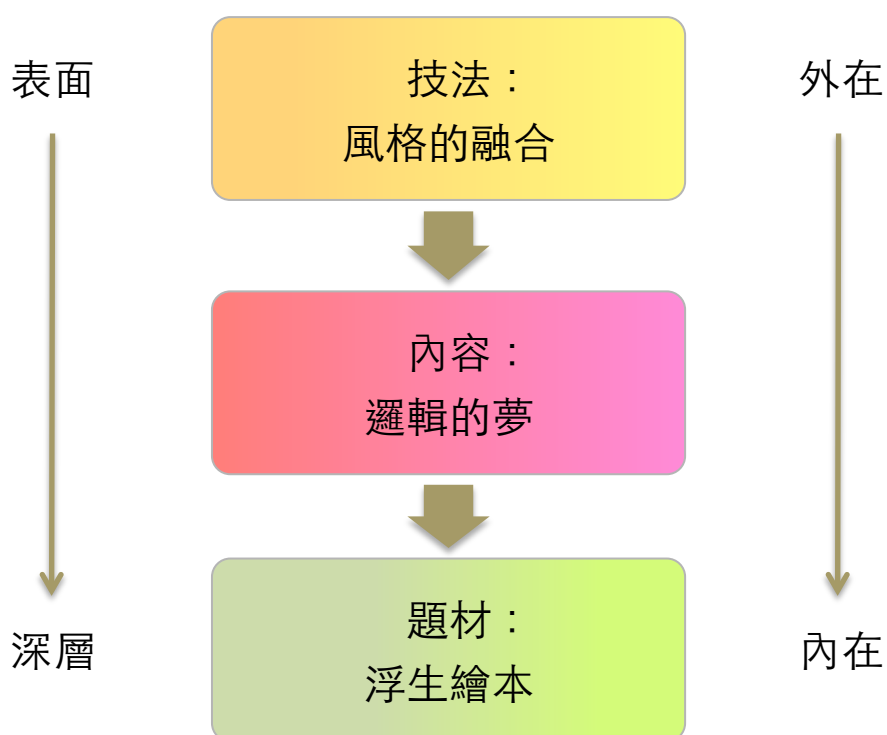 表面
技法：
外在
風格的融合
內容：
邏輯的夢
題材：
深層
內在
浮生繪本